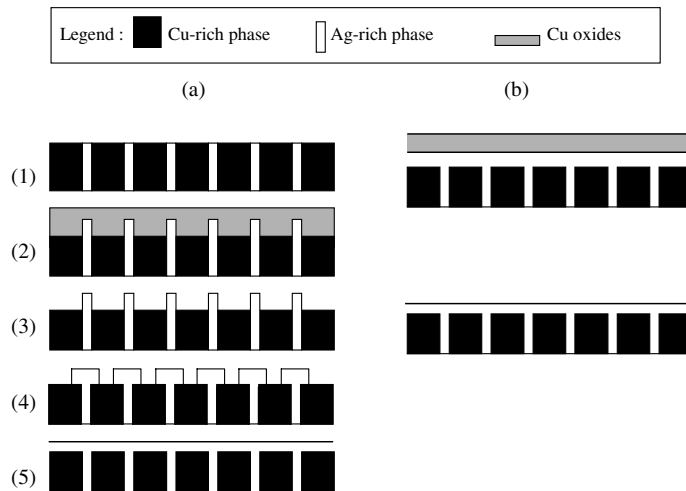 Legend : Cu-rich phase Ag-rich phase Cu oxides
(a) (b)
(1)
(2)
(3)
(4)
(5)